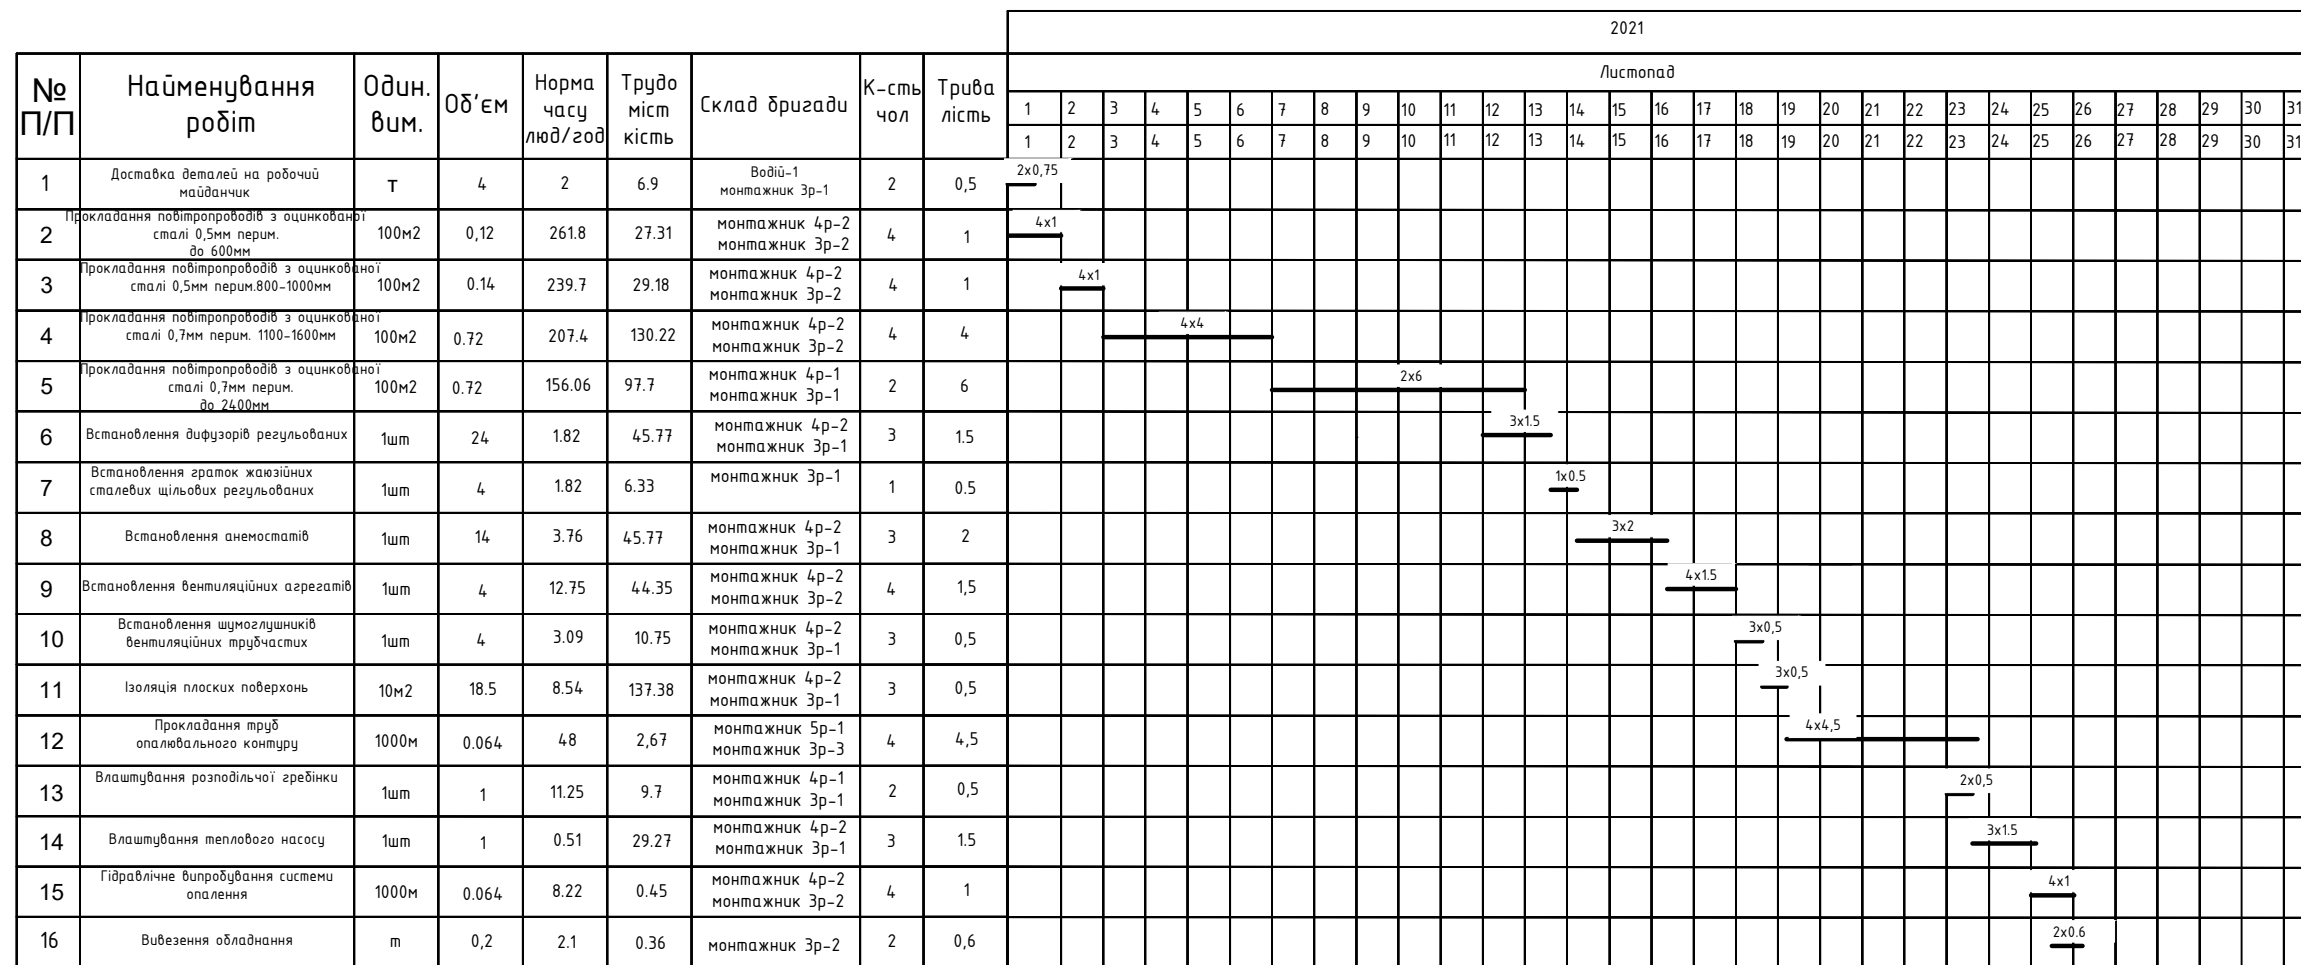 2021
Листопад
№ П/П
Найменування робіт
Один. вим.
Об'єм
Норма часу люд/год
Трудо міст кість
Склад бригади
К-сть чол
Трива лість
1 2 3 4 5 6 7 8 9 10 11 12 13 14 15 16 17 18 19 20 21 22 23 24 25 26 27 28 29 30 31
1 2 3 4 5 6 7 8 9 10 11 12 13 14 15 16 17 18 19 20 21 22 23 24 25 26 27 28 29 30 31
1
Доставка деталей на робочий
майданчик
т
4
2
6.9
Водій-1
монтажник 3р-1
2
0,5
2х0,75
2
Прокладання повітропроводів з оцинкованої
сталі 0,5мм перим.
до 600мм
100м2
0,12
261.8
27.31
монтажник 4р-2
монтажник 3р-2
4
1
4х1
3
Прокладання повітропроводів з оцинкованої
сталі 0,5мм перим.800-1000мм
100м2
0.14
239.7
29.18
монтажник 4р-2
монтажник 3р-2
4
1
4х1
4
Прокладання повітропроводів з оцинкованої
сталі 0,7мм перим. 1100-1600мм
100м2
0.72
207.4
130.22
монтажник 4р-2
монтажник 3р-2
4
4
4х4
5
Прокладання повітропроводів з оцинкованої
сталі 0,7мм перим.
до 2400мм
100м2
0.72
156.06
97.7
монтажник 4р-1
монтажник 3р-1
2
6
2х6
6
Встановлення дифузорів регульованих
1шт
24
1.82
45.77
монтажник 4р-2
монтажник 3р-1
3
1.5
3х1.5
7
Встановлення граток жаюзійних
сталевих щільових регульованих
1шт
4
1.82
6.33
монтажник 3р-1
1
0.5
1х0.5
8
Встановлення анемостатів
1шт
14
3.76
45.77
монтажник 4р-2
монтажник 3р-1
3
2
3х2
9
Встановлення вентиляційних агрегатів
1шт
4
12.75
44.35
монтажник 4р-2
монтажник 3р-2
4
1,5
4х1.5
10
Встановлення шумоглушників
вентиляційних трубчастих
1шт
4
3.09
10.75
монтажник 4р-2
монтажник 3р-1
3
0,5
3х0,5
11
Ізоляція плоских поверхонь
10м2
18.5
8.54
137.38
монтажник 4р-2
монтажник 3р-1
3
0,5
3х0,5
12
Прокладання труб
опалювального контуру
1000м
0.064
48
2,67
монтажник 5р-1
монтажник 3р-3
4
4,5
4х4,5
13
Влаштування розподільчої гребінки
1шт
1
11.25
9.7
монтажник 4р-1
монтажник 3р-1
2
0,5
2х0,5
14
Влаштування теплового насосу
1шт
1
0.51
29.27
монтажник 4р-2
монтажник 3р-1
3
1.5
3х1.5
15
Гідравлічне випробування системи
опалення
1000м
0.064
8.22
0.45
монтажник 4р-2
монтажник 3р-2
4
1
4х1
16
Вивезення обладнання
т
0,2
2.1
0.36
монтажник 3р-2
2
0,6
2х0.6